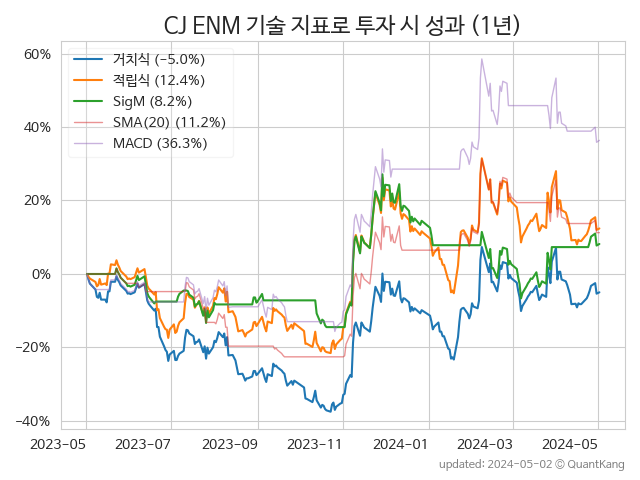 CJ ENM 기술 지표로 투자 시 성과 (1년)
60%
40%
20%
0%
−20%
−40%
거치식 (−5.0%)
적립식 (12.4%)
SigM (8.2%)
SMA(20) (11.2%)
MACD (36.3%)
2023-05
2023-07
2023-09
2023-11
2024-01
2024-03
2024-05
updated: 2024-05-02 © QuantKang